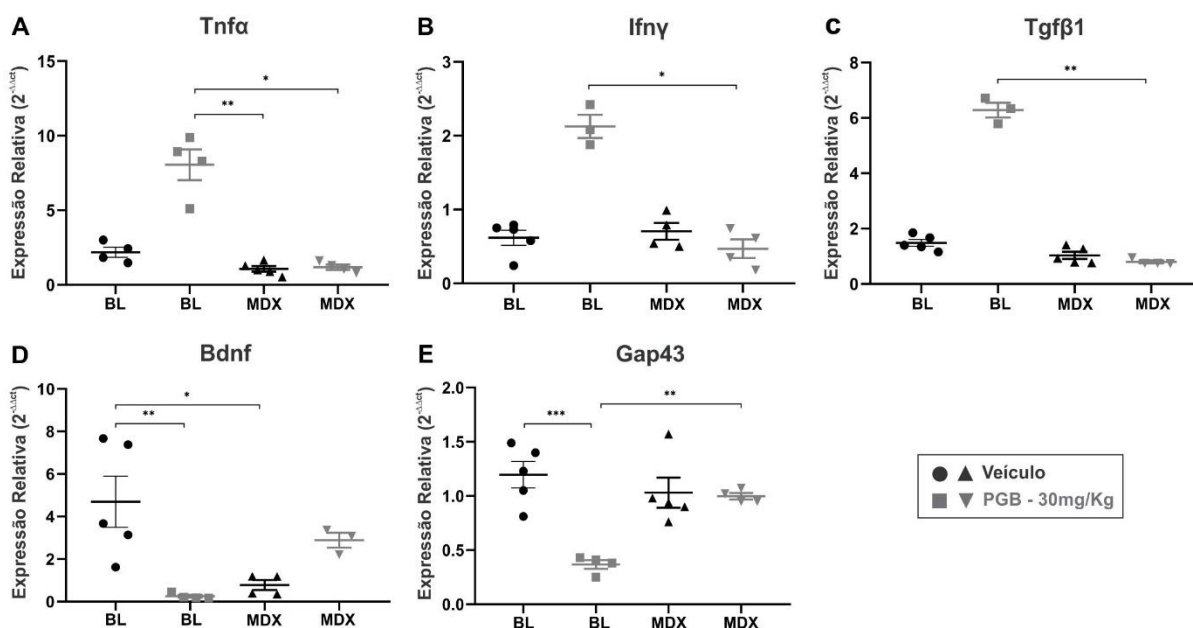 A
Tnfα
Expressão Relativa (2^-ΔΔct)
15
10
5
0
*
**
BL
BL
MDX
MDX
B
Ifnγ
Expressão Relativa (2^-ΔΔct)
3
2
1
0
*
BL
BL
MDX
MDX
C
Tgfβ1
Expressão Relativa (2^-ΔΔct)
8
6
4
2
0
**
BL
BL
MDX
MDX
D
Bdnf
Expressão Relativa (2^-ΔΔct)
10
8
6
4
2
0
*
**
BL
BL
MDX
MDX
E
Gap43
Expressão Relativa (2^-ΔΔct)
2.0
1.5
1.0
0.5
0.0
***
**
BL
BL
MDX
MDX
Veículo
PGB - 30mg/Kg